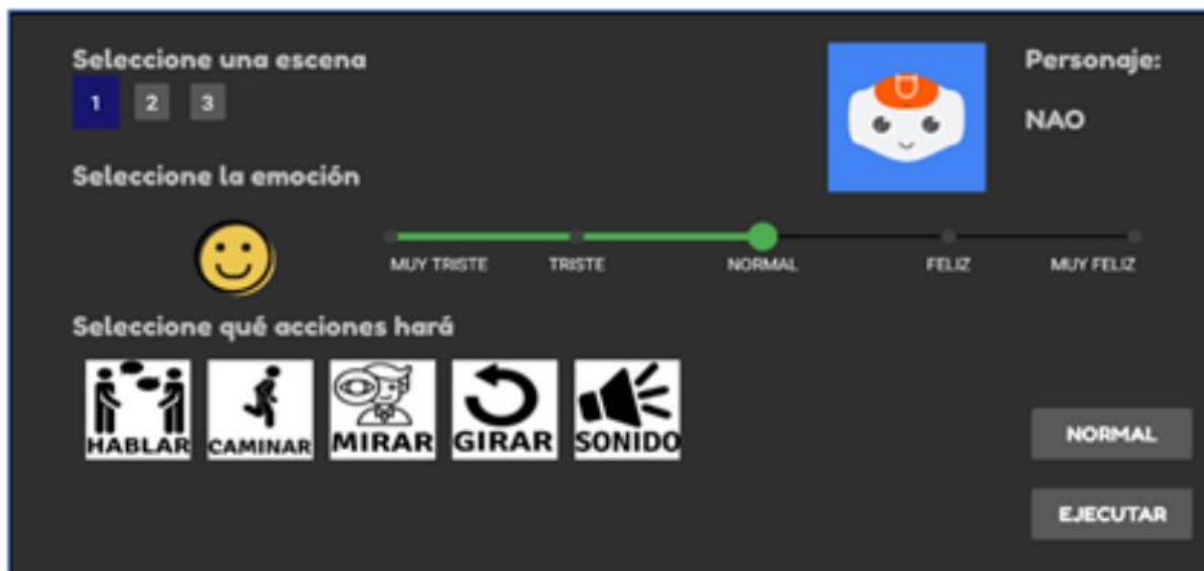 Seleccione una escena
1 2 3
Personaje:
NAO
Seleccione la emoción
MUY TRISTE TRISTE NORMAL FELIZ MUY FELIZ
Seleccione qué acciones hará
HABLAR CAMINAR MIRAR GIRAR SONIDO
NORMAL
EJECUTAR